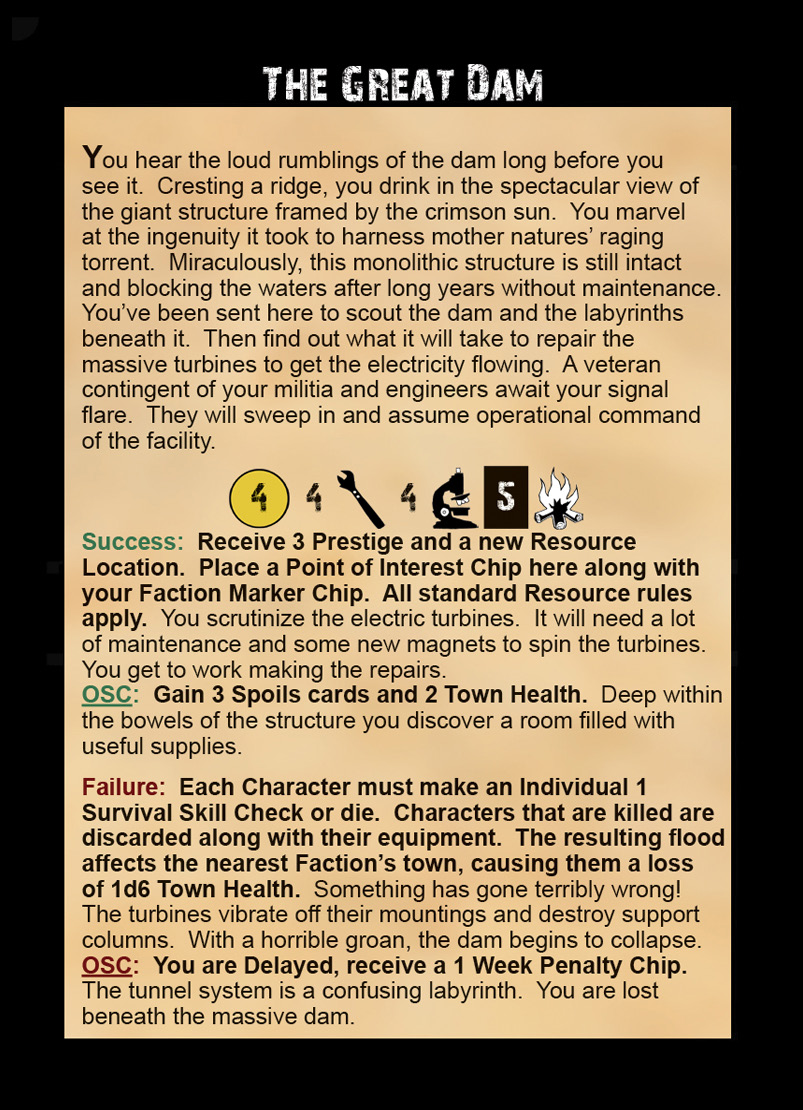 The Great Dam
You hear the loud rumblings of the dam long before you
see it.  Cresting a ridge, you drink in the spectacular view of
the giant structure framed by the crimson sun.  You marvel
at the ingenuity it took to harness mother natures’ raging
torrent.  Miraculously, this monolithic structure is still intact
and blocking the waters after long years without maintenance.
You’ve been sent here to scout the dam and the labyrinths
beneath it.  Then find out what it will take to repair the
massive turbines to get the electricity flowing.  A veteran
contingent of your militia and engineers await your signal
flare.  They will sweep in and assume operational command
of the facility.
4 4 4 5
Success:  Receive 3 Prestige and a new Resource
Location.  Place a Point of Interest Chip here along with
your Faction Marker Chip.  All standard Resource rules
apply.  You scrutinize the electric turbines.  It will need a lot
of maintenance and some new magnets to spin the turbines.
You get to work making the repairs.
OSC:  Gain 3 Spoils cards and 2 Town Health.  Deep within
the bowels of the structure you discover a room filled with
useful supplies.
Failure:  Each Character must make an Individual 1
Survival Skill Check or die.  Characters that are killed are
discarded along with their equipment.  The resulting flood
affects the nearest Faction’s town, causing them a loss
of 1d6 Town Health.  Something has gone terribly wrong!
The turbines vibrate off their mountings and destroy support
columns.  With a horrible groan, the dam begins to collapse.
OSC:  You are Delayed, receive a 1 Week Penalty Chip.
The tunnel system is a confusing labyrinth.  You are lost
beneath the massive dam.